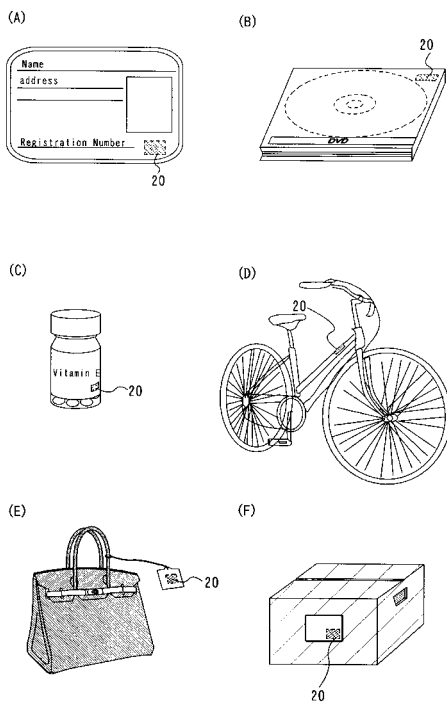 (A)
Name
address
Registration Number
20
(B)
20
DVD
(C)
Vitamin E
20
(D)
20
(E)
20
(F)
20